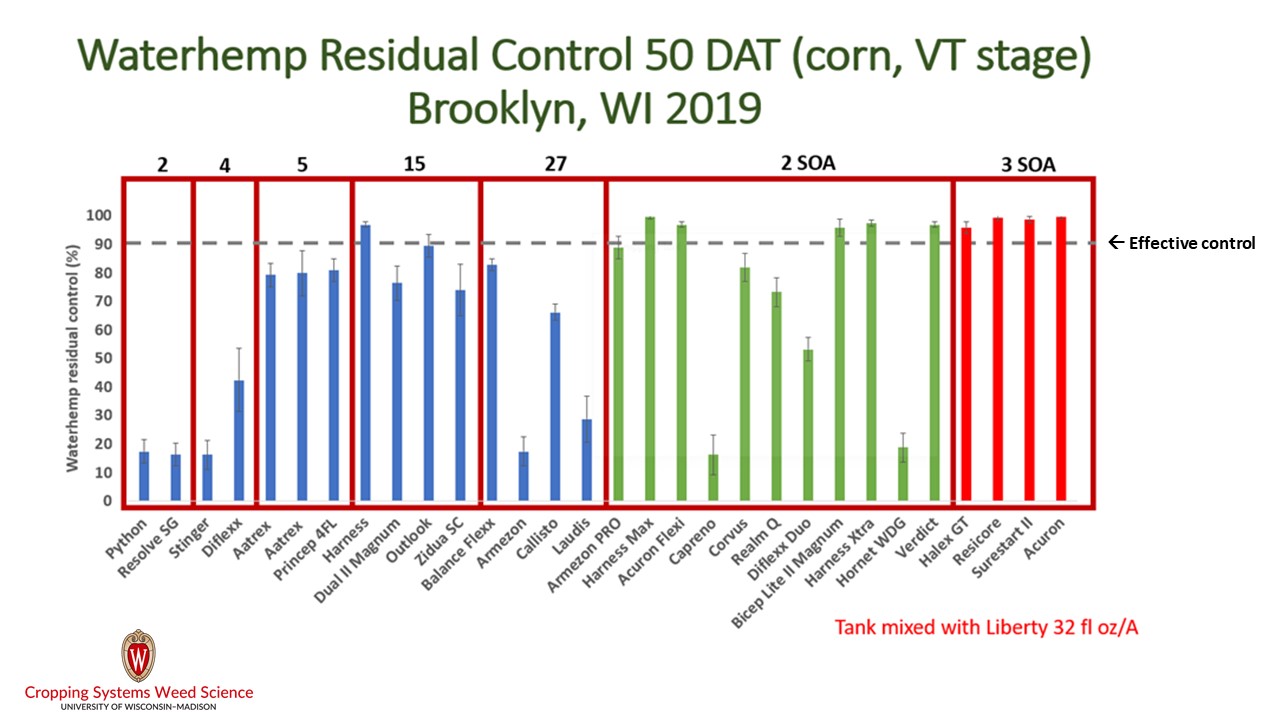 Waterhemp Residual Control 50 DAT (corn, VT stage)
Brooklyn, WI 2019
2 4 5 15 27 2 SOA 3 SOA
Waterhemp residual control (%)
100
90
80
70
60
50
40
30
20
10
0
← Effective control
Python
Resolve SG
Stinger
Diflexx
Aatrex
Aatrex
Princep 4FL
Harness
Dual II Magnum
Outlook
Zidua SC
Balance Flexx
Armezon
Callisto
Laudis
Armezon PRO
Harness Max
Acuron Flexi
Capreno
Corvus
Realm Q
Diflexx Duo
Bicep Lite II Magnum
Harness Xtra
Hornet WDG
Verdict
Halex GT
Resicore
Surestart II
Acuron
Tank mixed with Liberty 32 fl oz/A
W
Cropping Systems Weed Science
UNIVERSITY OF WISCONSIN–MADISON